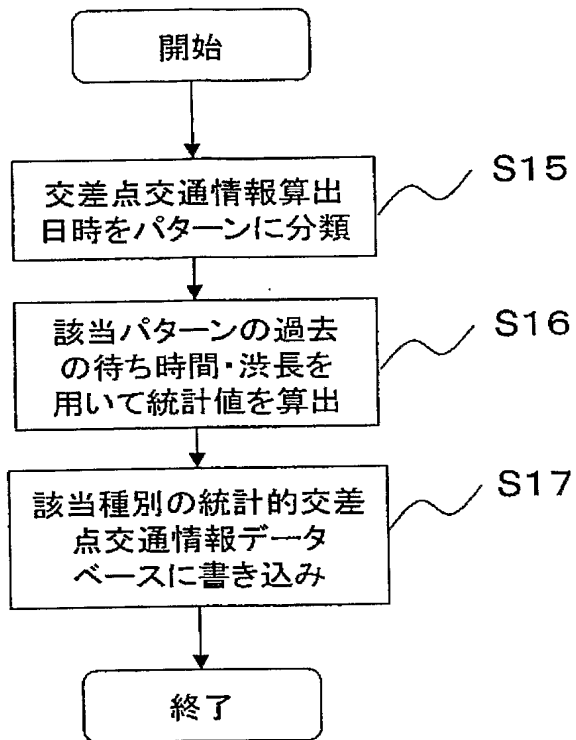 開始
交差点交通情報算出
日時をパターンに分類
S15
該当パターンの過去
の待ち時間・渋長を
用いて統計値を算出
S16
該当種別の統計的交差
点交通情報データ
ベースに書き込み
S17
終了